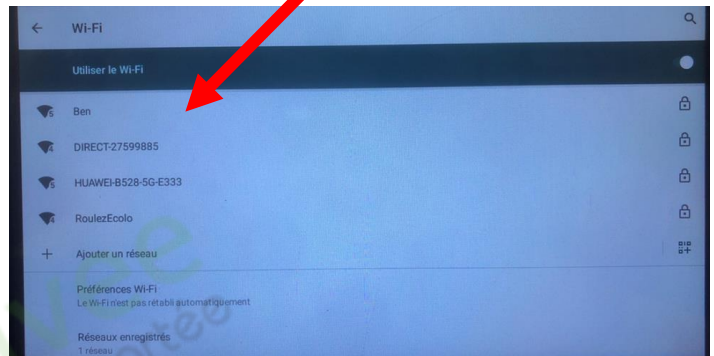 Wi-Fi
Utiliser le Wi-Fi
Ben
DIRECT-27599885
HUAWEI-B528-5G-E333
RoulezEcolo
Ajouter un réseau
Préférences Wi-Fi
Le Wi-Fi n'est pas rétabli automatiquement
Réseaux enregistrés
1 réseau